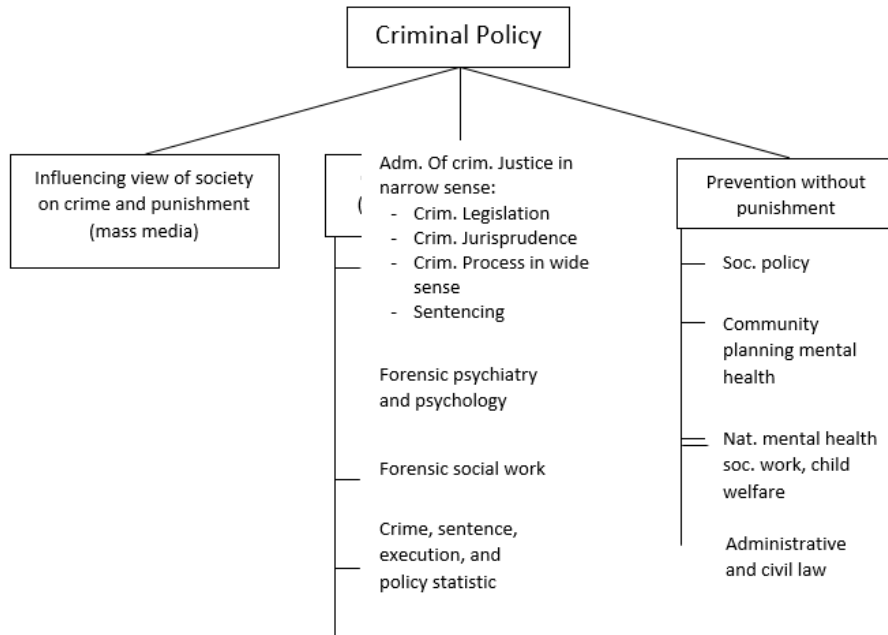 Criminal Policy
Influencing view of society
on crime and punishment
(mass media)
(
Adm. Of crim. Justice in
narrow sense:
- Crim. Legislation
- Crim. Jurisprudence
- Crim. Process in wide
sense
- Sentencing
Forensic psychiatry
and psychology
Forensic social work
Crime, sentence,
execution, and
policy statistic
Prevention without
punishment
Soc. policy
Community
planning mental
health
Nat. mental health
soc. work, child
welfare
Administrative
and civil law